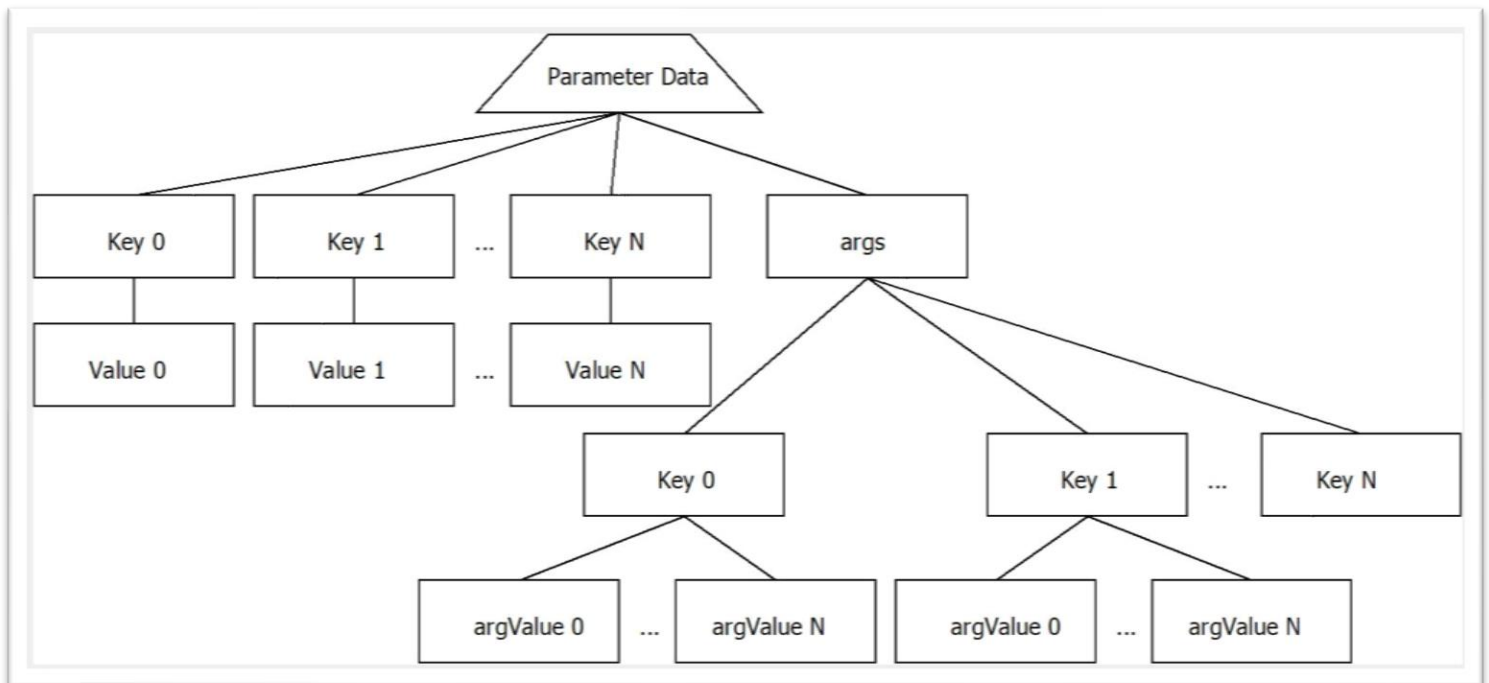 Parameter Data
Key 0 Key 1 ... Key N args
Value 0 Value 1 ... Value N
Key 0 Key 1 ... Key N
argValue 0 ... argValue N argValue 0 ... argValue N